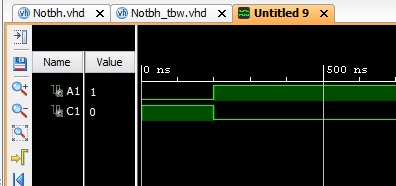 Notbh.vhd Notbh_tbw.vhd Untitled 9
Name Value
0 ns 500 ns
A1 1
C1 0